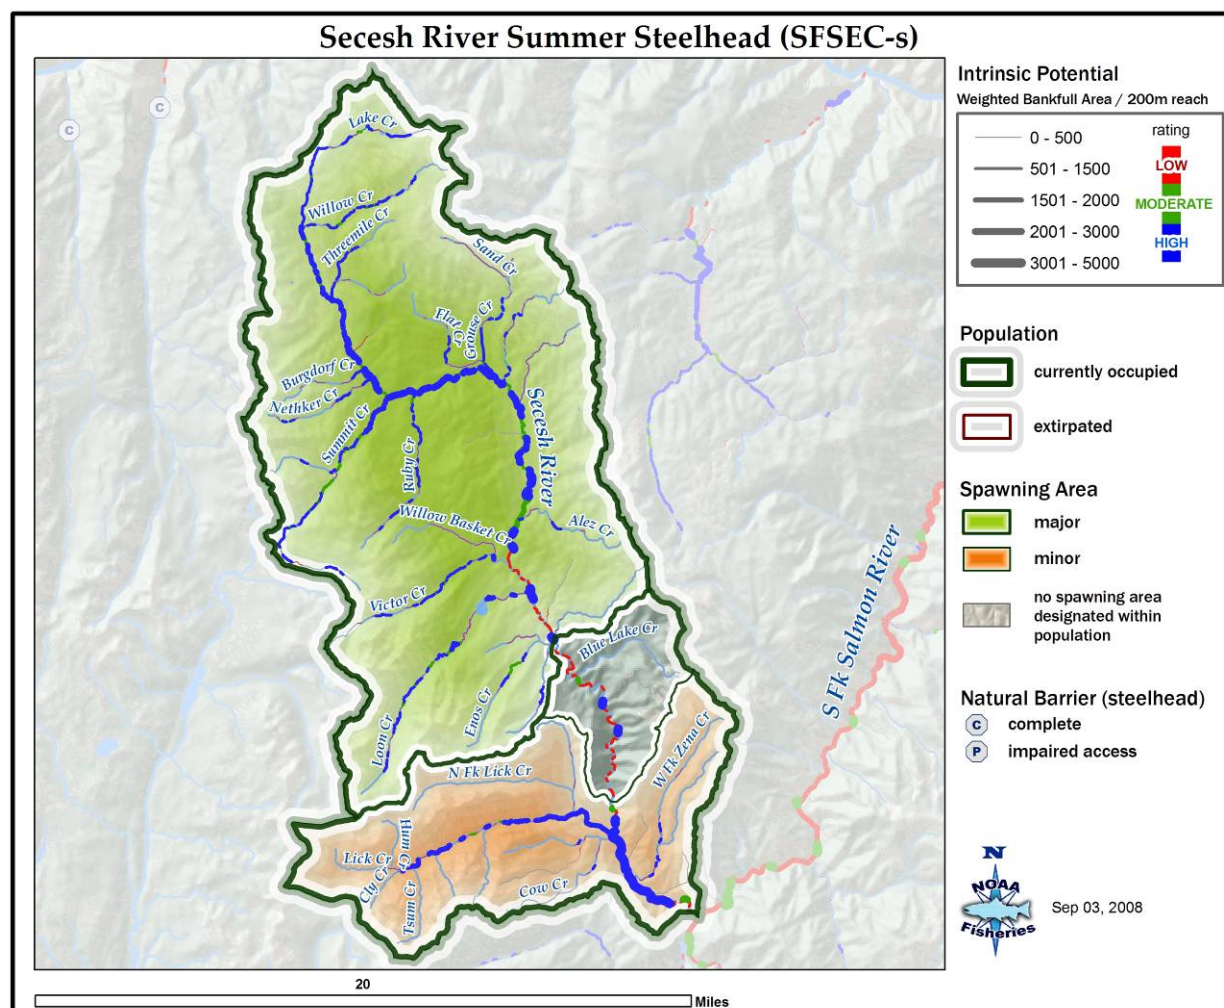 Secesh River Summer Steelhead (SFSEC-s)
C
C
Lake Cr
Willow Cr
Threemile Cr
Sand Cr
Flat Cr
Grouse Cr
Burgdorf Cr
Nethker Cr
Summit Cr
Ruby Cr
Secesh River
Willow Basket Cr
Alez Cr
Victor Cr
Blue Lake Cr
Enos Cr
Loon Cr
W Fk Zena Cr
N Fk Lick Cr
Hum Cr
Lick Cr
Cly Cr
Tsum Cr
Cow Cr
S Fk Salmon River
20
Miles
Intrinsic Potential
Weighted Bankfull Area / 200m reach
rating
0 - 500
501 - 1500
1501 - 2000
2001 - 3000
3001 - 5000
LOW
MODERATE
HIGH
Population
currently occupied
extirpated
Spawning Area
major
minor
no spawning area
designated within
population
Natural Barrier (steelhead)
C complete
P impaired access
N
NOAA
Fisheries
Sep 03, 2008